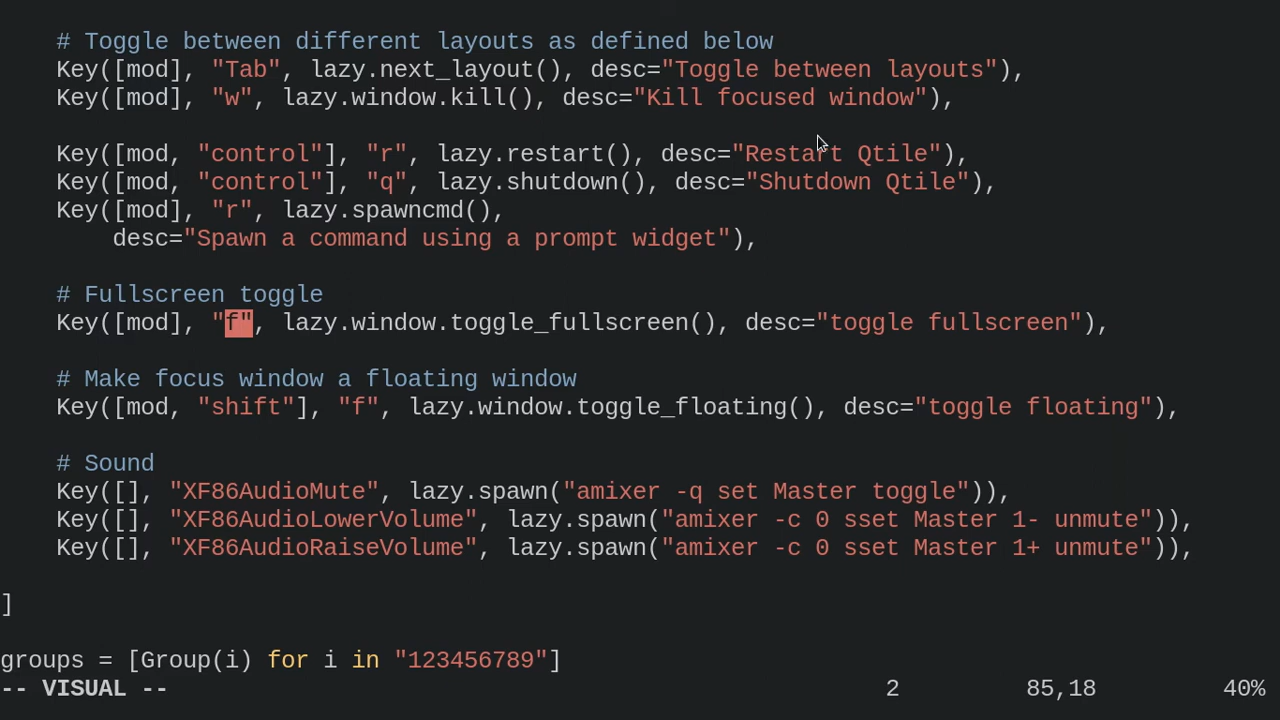 # Toggle between different layouts as defined below
Key([mod], "Tab", lazy.next_layout(), desc="Toggle between layouts"),
Key([mod], "w", lazy.window.kill(), desc="Kill focused window"),
Key([mod, "control"], "r", lazy.restart(), desc="Restart Qtile"),
Key([mod, "control"], "q", lazy.shutdown(), desc="Shutdown Qtile"),
Key([mod], "r", lazy.spawncmd(),
desc="Spawn a command using a prompt widget"),
# Fullscreen toggle
Key([mod], "f", lazy.window.toggle_fullscreen(), desc="toggle fullscreen"),
# Make focus window a floating window
Key([mod, "shift"], "f", lazy.window.toggle_floating(), desc="toggle floating"),
# Sound
Key([], "XF86AudioMute", lazy.spawn("amixer -q set Master toggle")),
Key([], "XF86AudioLowerVolume", lazy.spawn("amixer -c 0 sset Master 1- unmute")),
Key([], "XF86AudioRaiseVolume", lazy.spawn("amixer -c 0 sset Master 1+ unmute")),
]
groups = [Group(i) for i in "123456789"]
-- VISUAL -- 2 85,18 40%